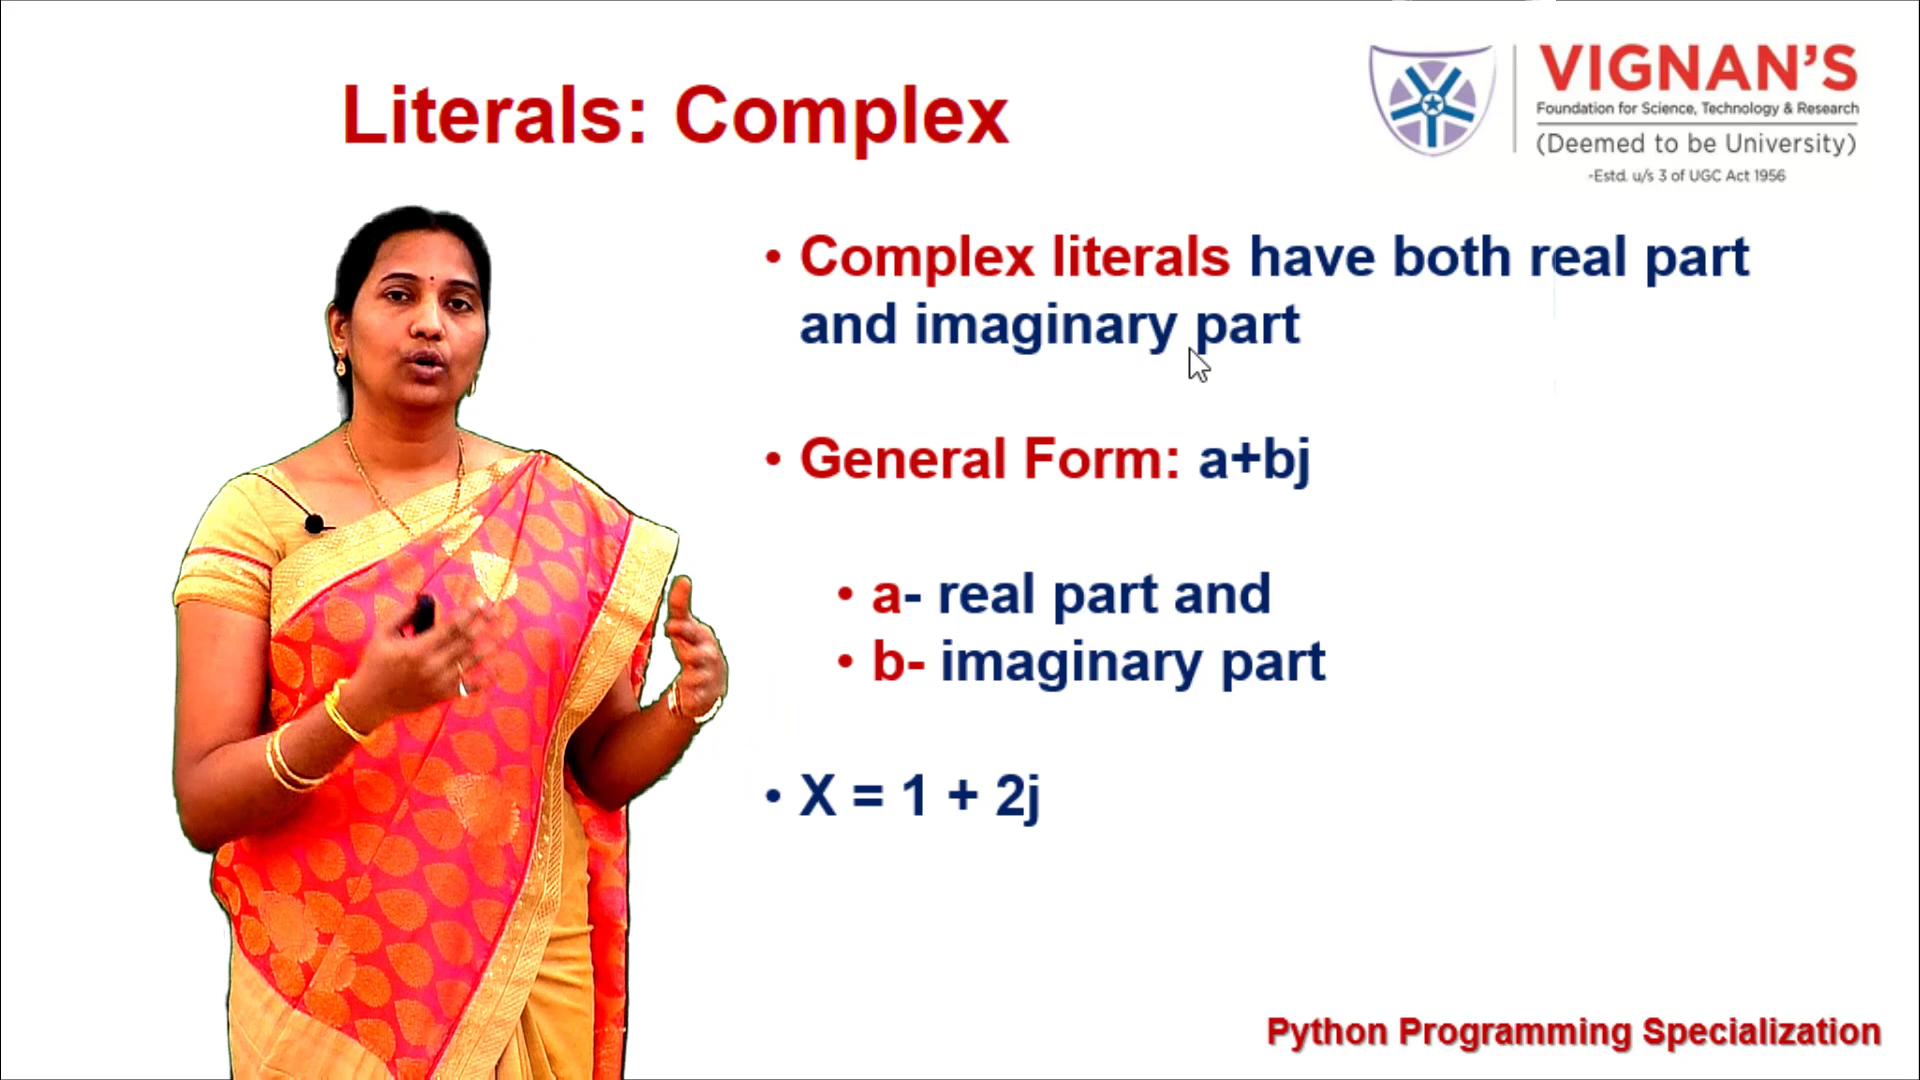 Literals: Complex
VIGNAN'S
Foundation for Science, Technology & Research
(Deemed to be University)
-Estd. u/s 3 of UGC Act 1956
• Complex literals have both real part
and imaginary part
• General Form: a+bj
• a- real part and
• b- imaginary part
• X = 1 + 2j
Python Programming Specialization